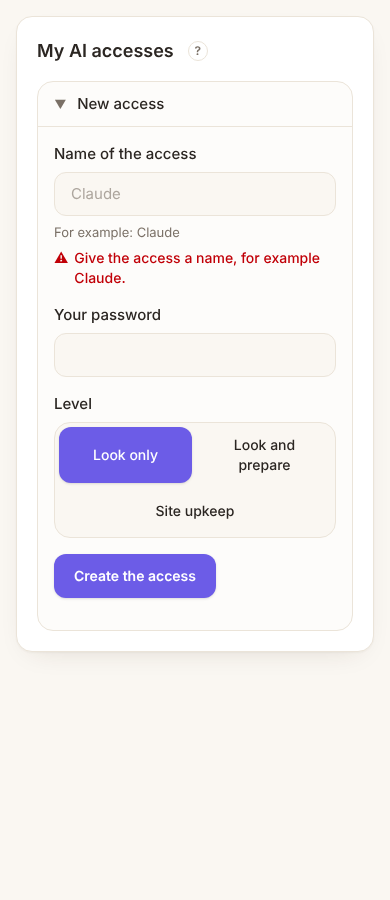 My AI accesses ?
▼ New access
Name of the access
Claude
For example: Claude
⚠ Give the access a name, for example
Claude.
Your password
Level
Look only
Look and
prepare
Site upkeep
Create the access